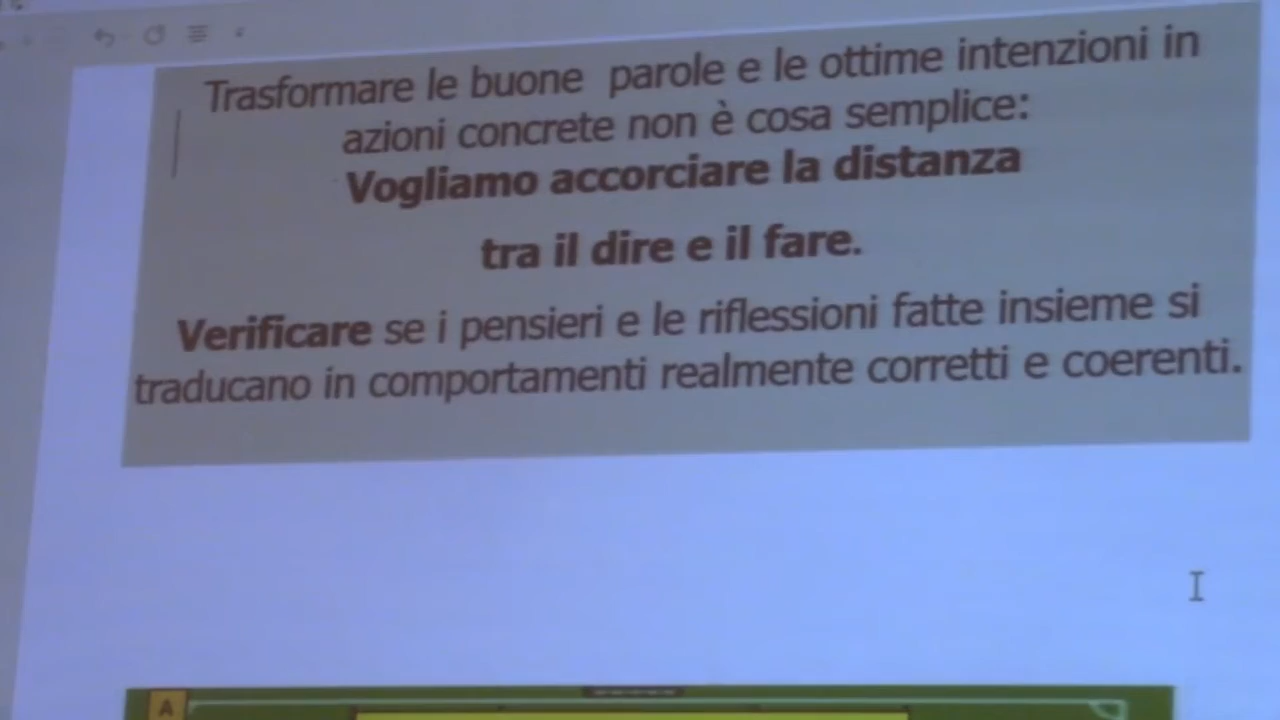 Trasformare le buone parole e le ottime intenzioni in
azioni concrete non è cosa semplice:
Vogliamo accorciare la distanza
tra il dire e il fare.
Verificare se i pensieri e le riflessioni fatte insieme si
traducano in comportamenti realmente corretti e coerenti.
A